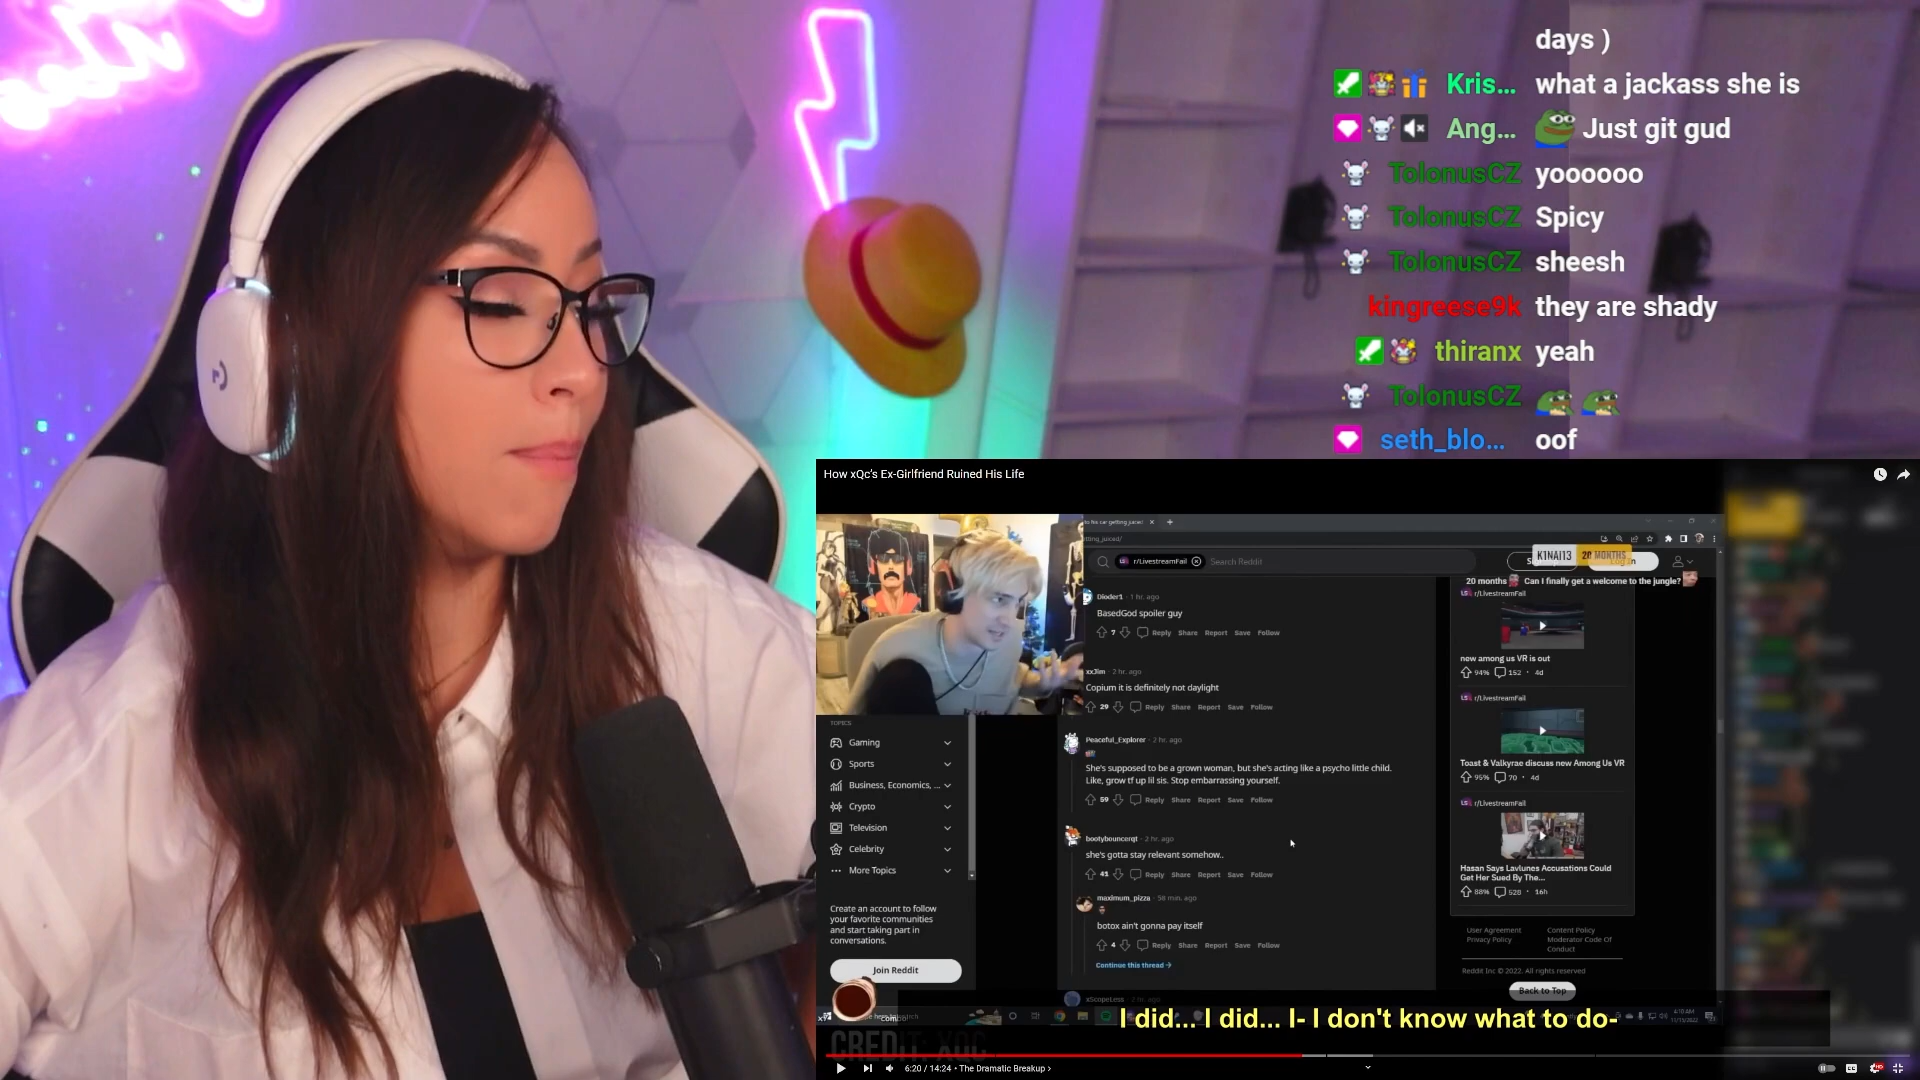 days )
Kris... what a jackass she is
Ang... Just git gud
TolonusCZ yoooooo
TolonusCZ Spicy
TolonusCZ sheesh
kingreese9k they are shady
thiranx yeah
TolonusCZ
seth_blo... oof
How xQc's Ex-Girlfriend Ruined His Life
r/LivestreamFail
Search Reddit
K1NAI13 20 MONTHS
20 months Can I finally get a welcome to the jungle?
Dloder1 · 1 hr. ago
BasedGod spoiler guy
7 Reply Share Report Save Follow
xxJim · 2 hr. ago
Copium it is definitely not daylight
29 Reply Share Report Save Follow
Peaceful_Explorer · 2 hr. ago
She's supposed to be a grown woman, but she's acting like a psycho little child.
Like, grow tf up lil sis. Stop embarrassing yourself.
59 Reply Share Report Save Follow
bootybouncerqt · 2 hr. ago
she's gotta stay relevant somehow..
41 Reply Share Report Save Follow
maximum_pizza · 58 min. ago
botox ain't gonna pay itself
4 Reply Share Report Save Follow
Continue this thread
xScopeLess 2 hr. ago
TOPICS
Gaming
Sports
Business, Economics, ...
Crypto
Television
Celebrity
More Topics
Create an account to follow
your favorite communities
and start taking part in
conversations.
Join Reddit
r/LivestreamFail
new among us VR is out
94% 152 · 4d
r/LivestreamFail
Toast & Valkyrae discuss new Among Us VR
95% 70 · 4d
r/LivestreamFail
Hasan Says Lavlunes Accusations Could
Get Her Sued By The...
88% 528 · 16h
User Agreement Content Policy
Privacy Policy Moderator Code Of
Conduct
Reddit Inc © 2022. All rights reserved
Back to Top
I did... I did... I- I don't know what to do-
CREDIT: XQC
6:20 / 14:24 • The Dramatic Breakup